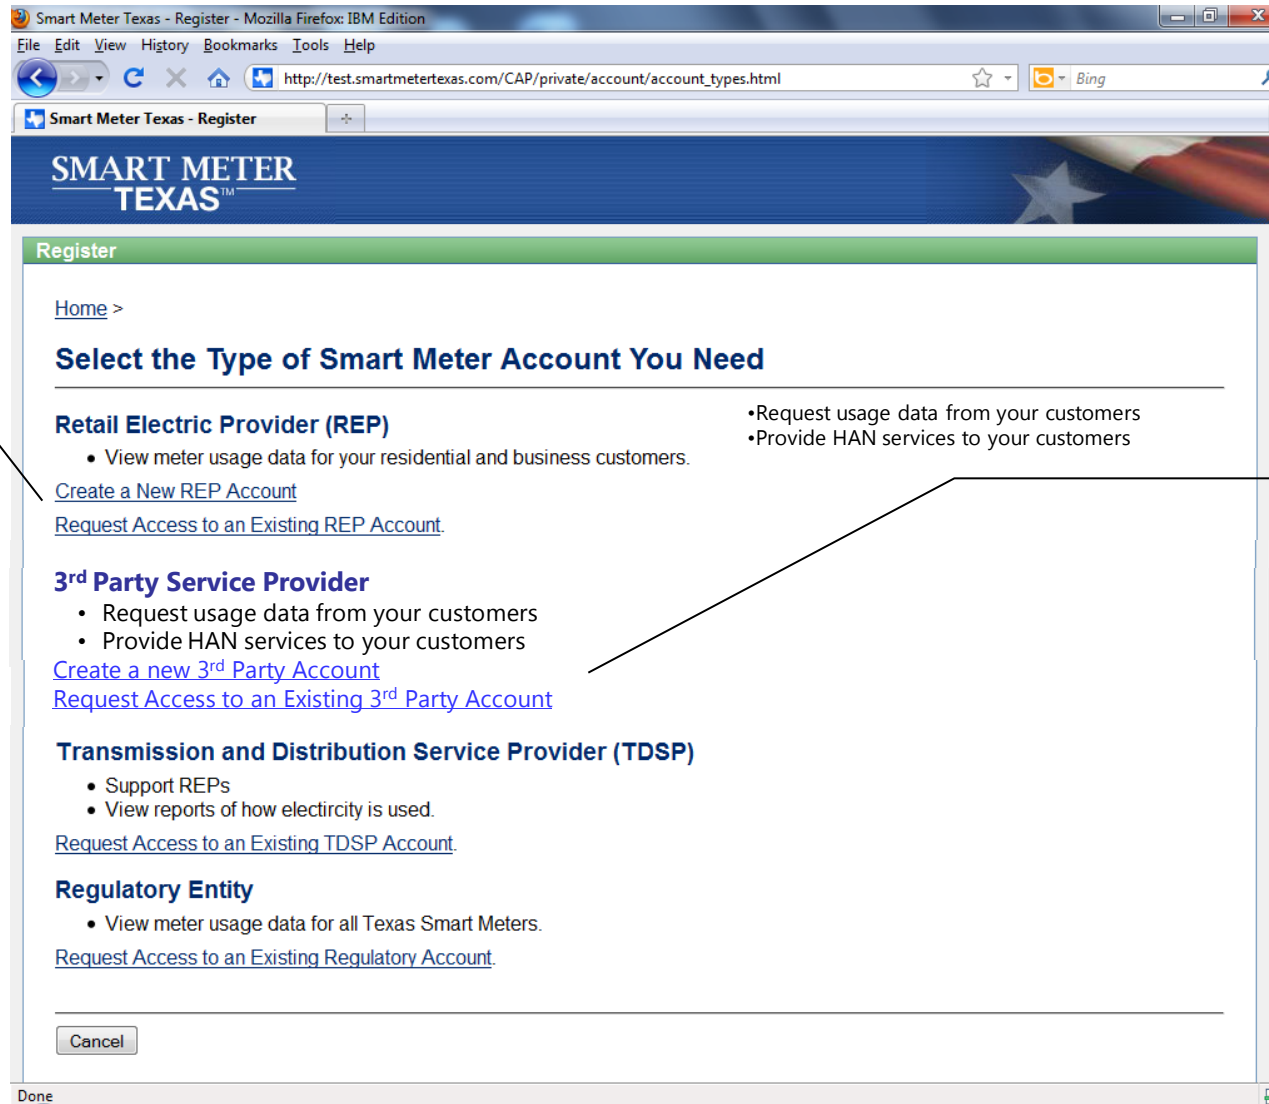 Smart Meter Texas - Register - Mozilla Firefox: IBM Edition
File Edit View History Bookmarks Tools Help
http://test.smartmetertexas.com/CAP/private/account/account_types.html
Bing
Smart Meter Texas - Register
SMART METER
TEXAS™
Register
Home >
Select the Type of Smart Meter Account You Need
Retail Electric Provider (REP)
• View meter usage data for your residential and business customers.
•Request usage data from your customers
•Provide HAN services to your customers
Create a New REP Account
Request Access to an Existing REP Account.
3rd Party Service Provider
• Request usage data from your customers
• Provide HAN services to your customers
Create a new 3rd Party Account
Request Access to an Existing 3rd Party Account
Transmission and Distribution Service Provider (TDSP)
• Support REPs
• View reports of how electircity is used.
Request Access to an Existing TDSP Account.
Regulatory Entity
• View meter usage data for all Texas Smart Meters.
Request Access to an Existing Regulatory Account.
Cancel
Done